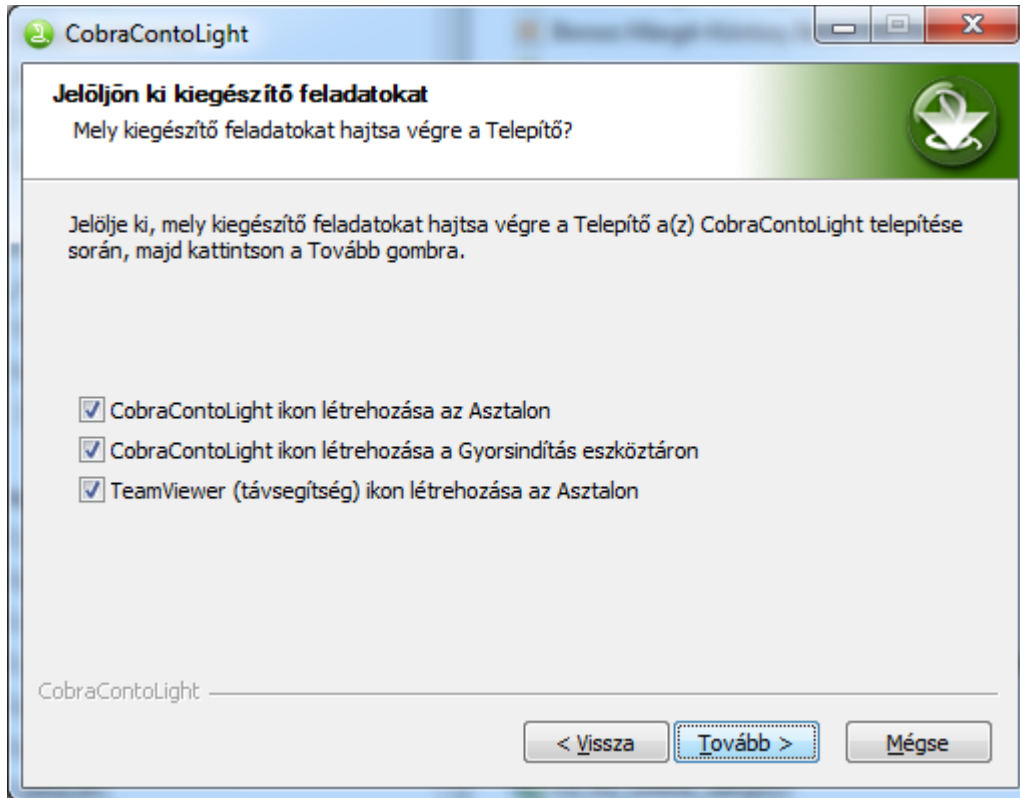 CobraContoLight
Jelöljön ki kiegészítő feladatokat
Mely kiegészítő feladatokat hajtsa végre a Telepítő?
Jelölje ki, mely kiegészítő feladatokat hajtsa végre a Telepítő a(z) CobraContoLight telepítése
során, majd kattintson a Tovább gombra.
CobraContoLight ikon létrehozása az Asztalon
CobraContoLight ikon létrehozása a Gyorsindítás eszköztáron
TeamViewer (távsegítség) ikon létrehozása az Asztalon
CobraContoLight
< Vissza
Tovább >
Mégse